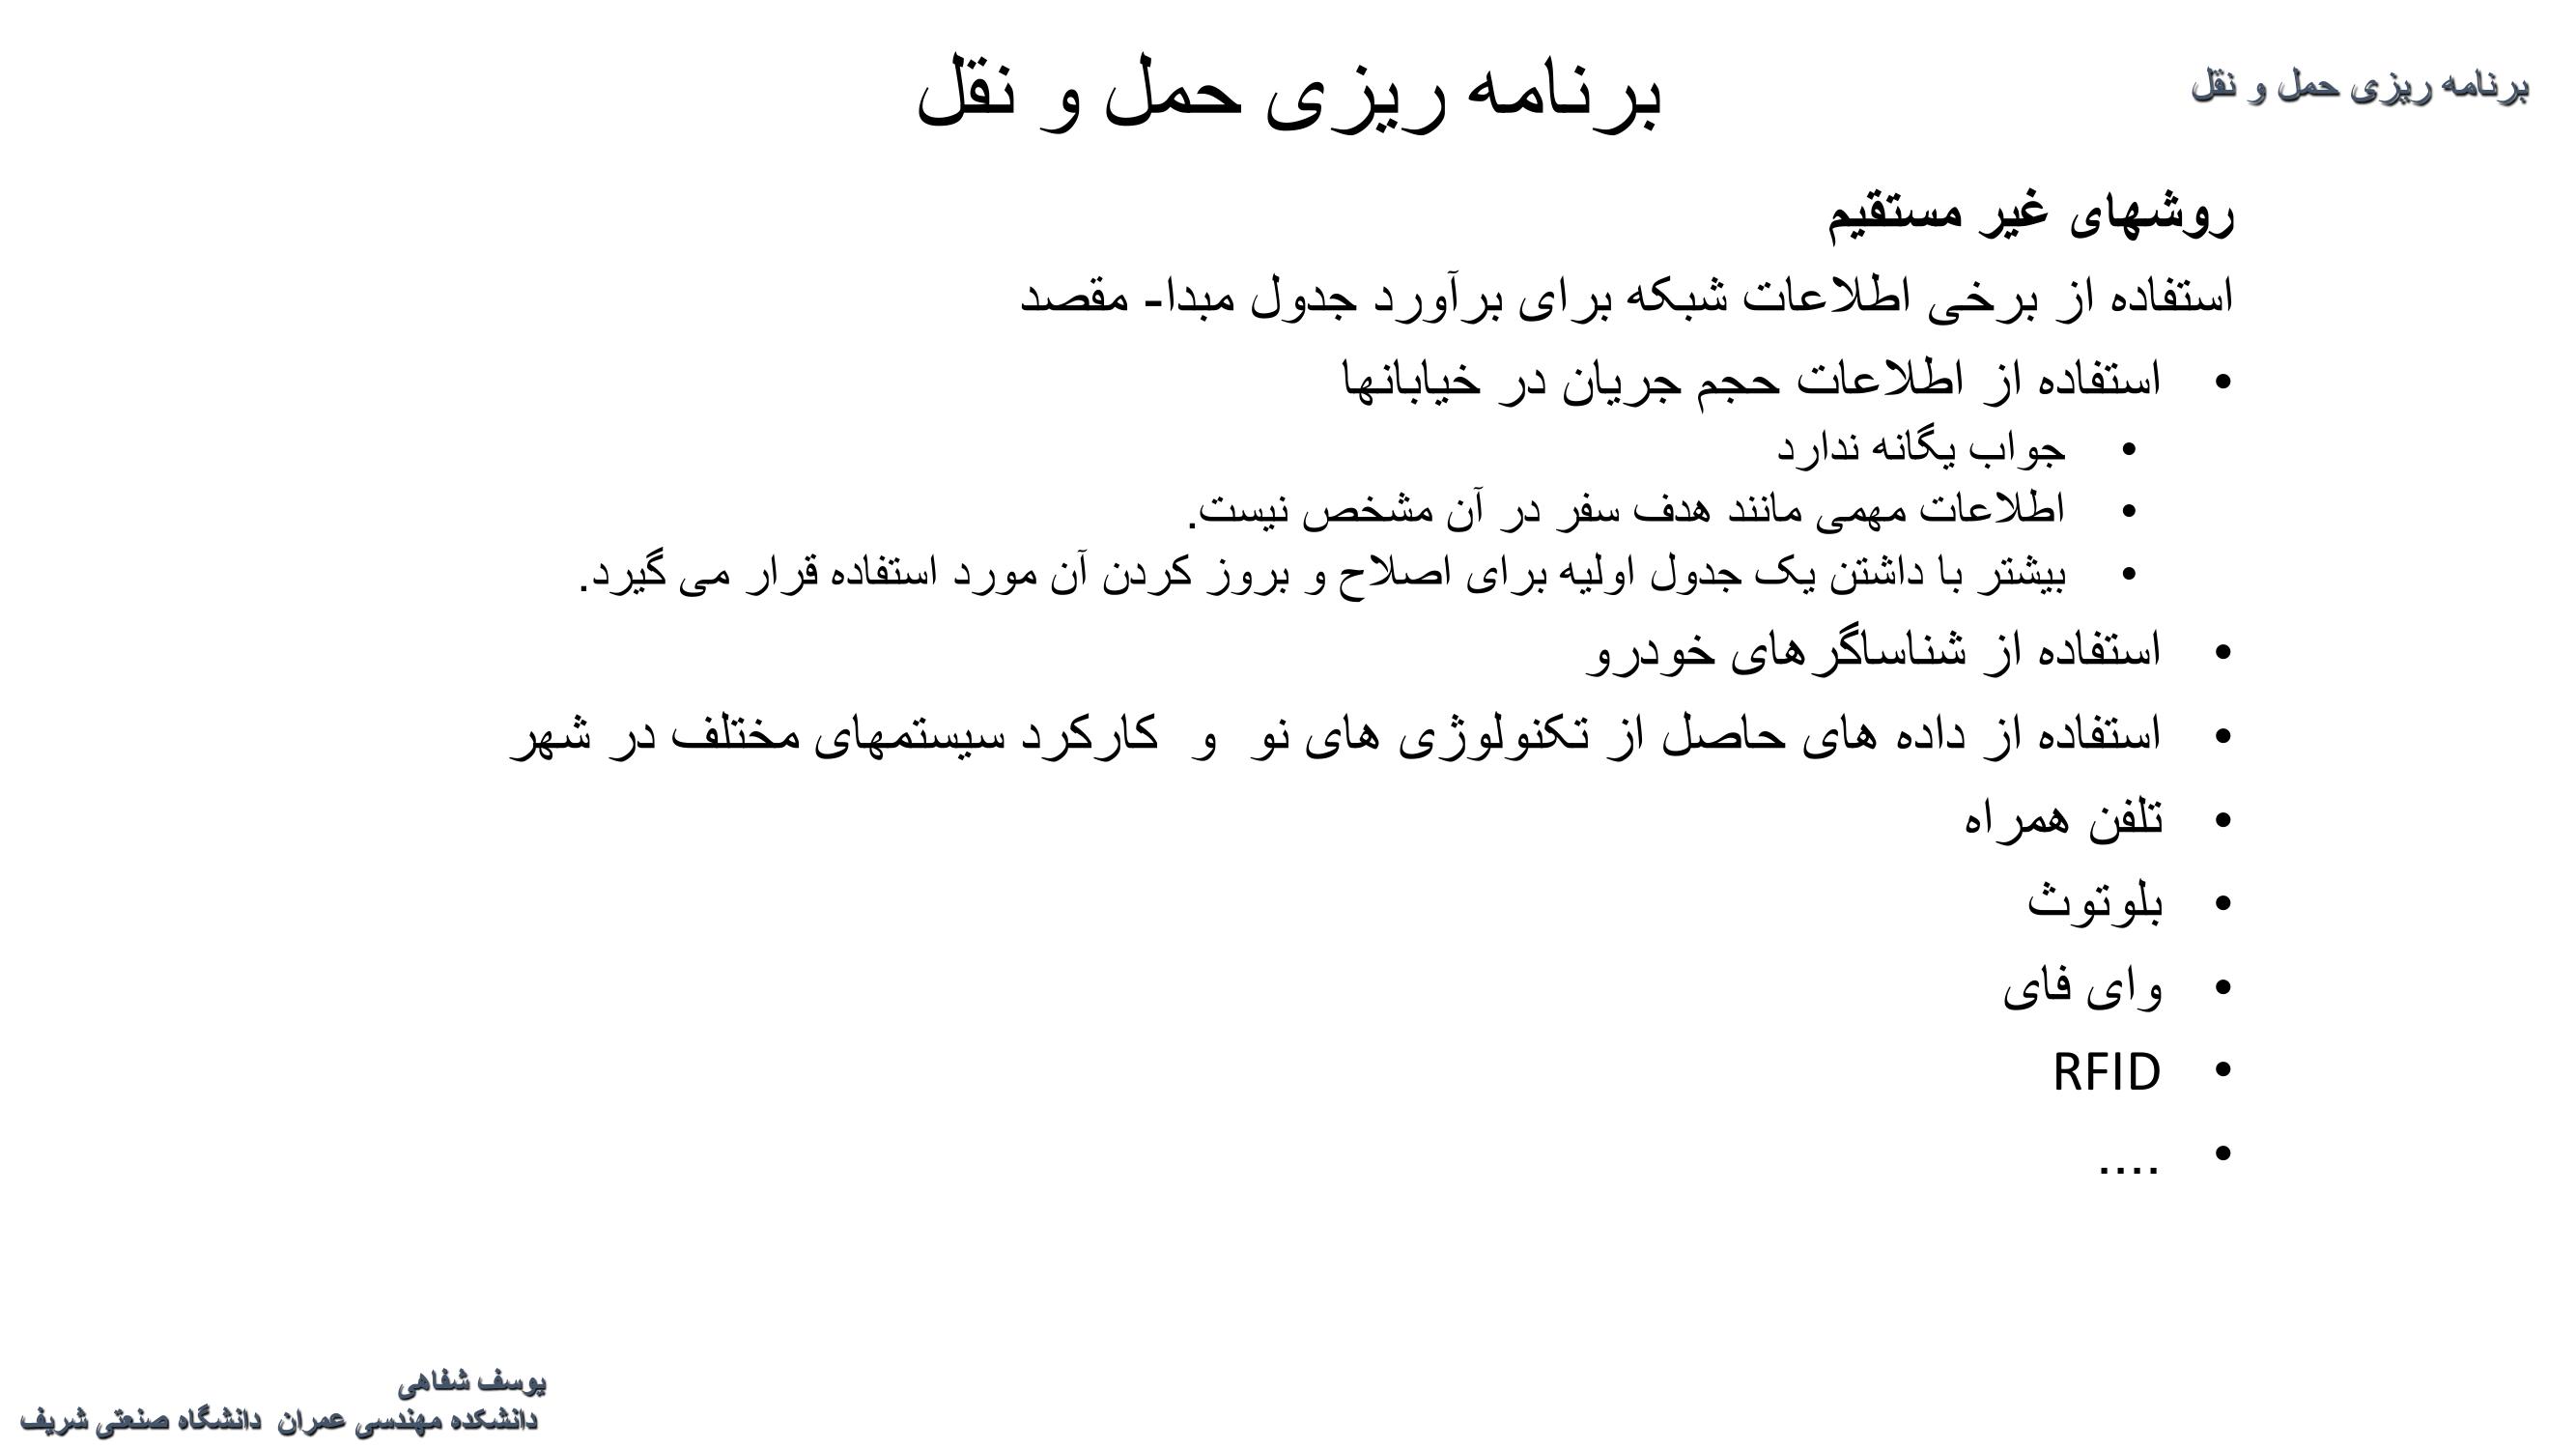 برنامه ریزی حمل و نقل
برنامه ریزی حمل و نقل
روشهای غیر مستقیم
استفاده از برخی اطلاعات شبکه برای برآورد جدول مبدا- مقصد
• استفاده از اطلاعات حجم جریان در خیابانها
• جواب یگانه ندارد
• اطلاعات مهمی مانند هدف سفر در آن مشخص نیست.
• بیشتر با داشتن یک جدول اولیه برای اصلاح و بروز کردن آن مورد استفاده قرار می گیرد.
• استفاده از شناساگرهای خودرو
• استفاده از داده های حاصل از تکنولوژی های نو و کارکرد سیستمهای مختلف در شهر
• تلفن همراه
• بلوتوث
• وای فای
• RFID
• ....
یوسف شفاهی
دانشکده مهندسی عمران دانشگاه صنعتی شریف